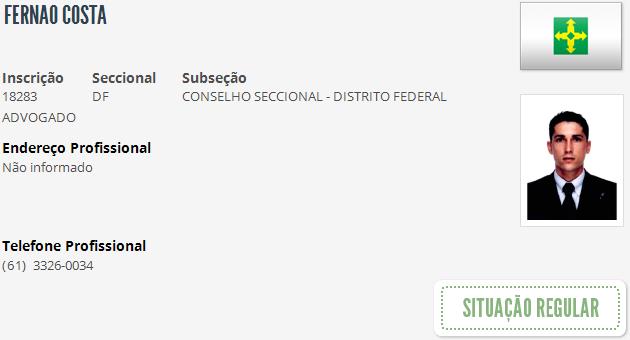 FERNAO COSTA
Inscrição Seccional Subseção
18283 DF CONSELHO SECCIONAL - DISTRITO FEDERAL
ADVOGADO
Endereço Profissional
Não informado
Telefone Profissional
(61) 3326-0034
SITUAÇÃO REGULAR